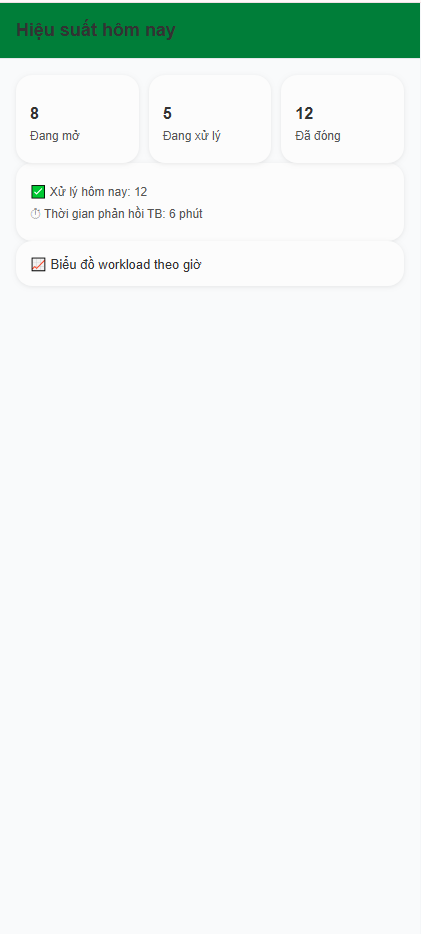 Hiệu suất hôm nay
8
Đang mở
5
Đang xử lý
12
Đã đóng
✅ Xử lý hôm nay: 12
⏱ Thời gian phản hồi TB: 6 phút
📈 Biểu đồ workload theo giờ